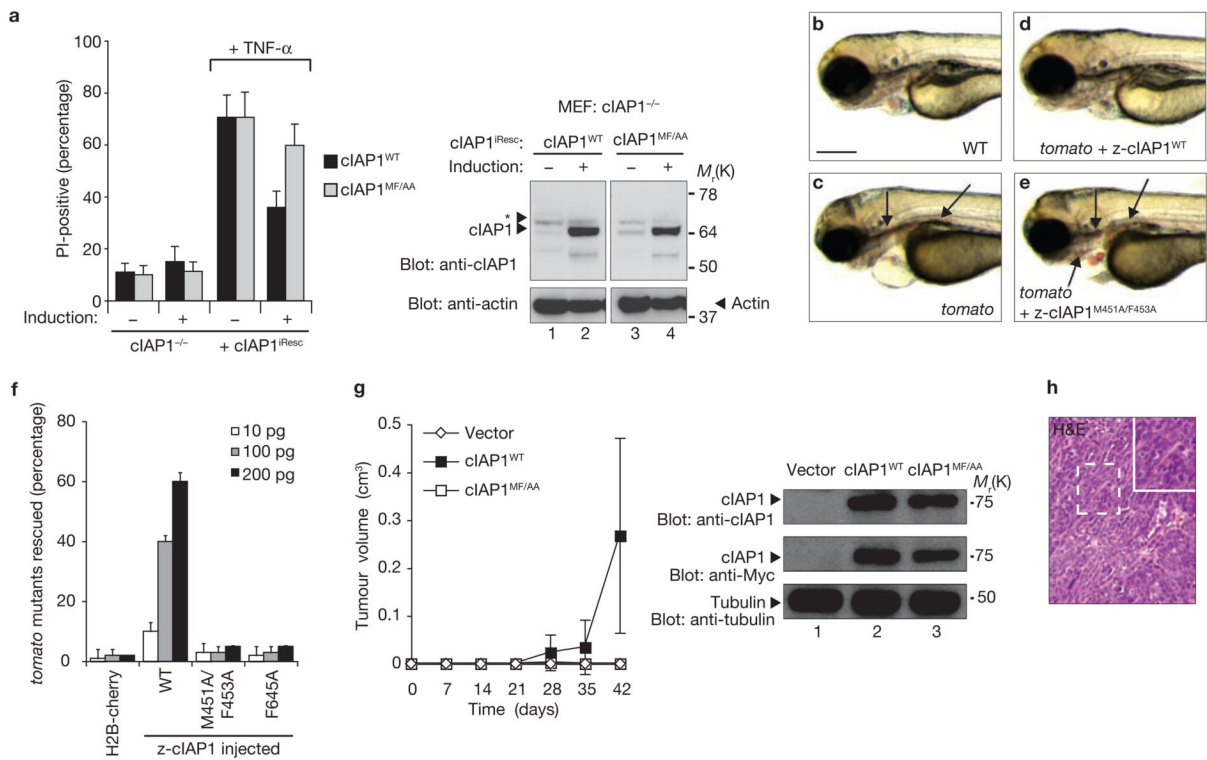 a
+ TNF-α
PI-positive (percentage)
100
80
60
40
20
0
cIAP1WT
cIAP1MF/AA
Induction: – + – +
cIAP1–/– + cIAP1iResc
MEF: cIAP1–/–
cIAP1iResc: cIAP1WT cIAP1MF/AA
Induction: – + – + Mr(K)
78
*
cIAP1
64
50
Blot: anti-cIAP1
Blot: anti-actin
Actin
37
1 2 3 4
b
WT
d
tomato + z-cIAP1WT
c
tomato
e
tomato
+ z-cIAP1M451A/F453A
f
tomato mutants rescued (percentage)
80
60
40
20
0
10 pg
100 pg
200 pg
H2B-cherry
WT
M451A/
F453A
F645A
z-cIAP1 injected
g
Tumour volume (cm3)
0.5
0.4
0.3
0.2
0.1
0
Vector
cIAP1WT
cIAP1MF/AA
0 7 14 21 28 35 42
Time (days)
Vector cIAP1WT cIAP1MF/AA
Mr(K)
cIAP1
75
Blot: anti-cIAP1
cIAP1
75
Blot: anti-Myc
Tubulin
50
Blot: anti-tubulin
1 2 3
h
H&E